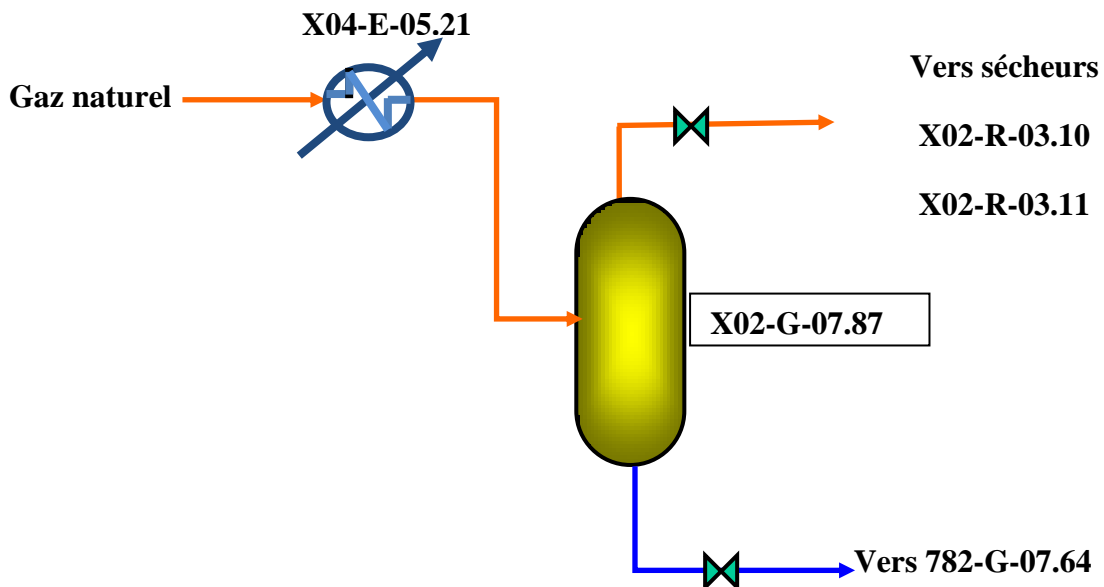 X04-E-05.21
Gaz naturel
Vers sécheurs
X02-R-03.10
X02-R-03.11
X02-G-07.87
Vers 782-G-07.64